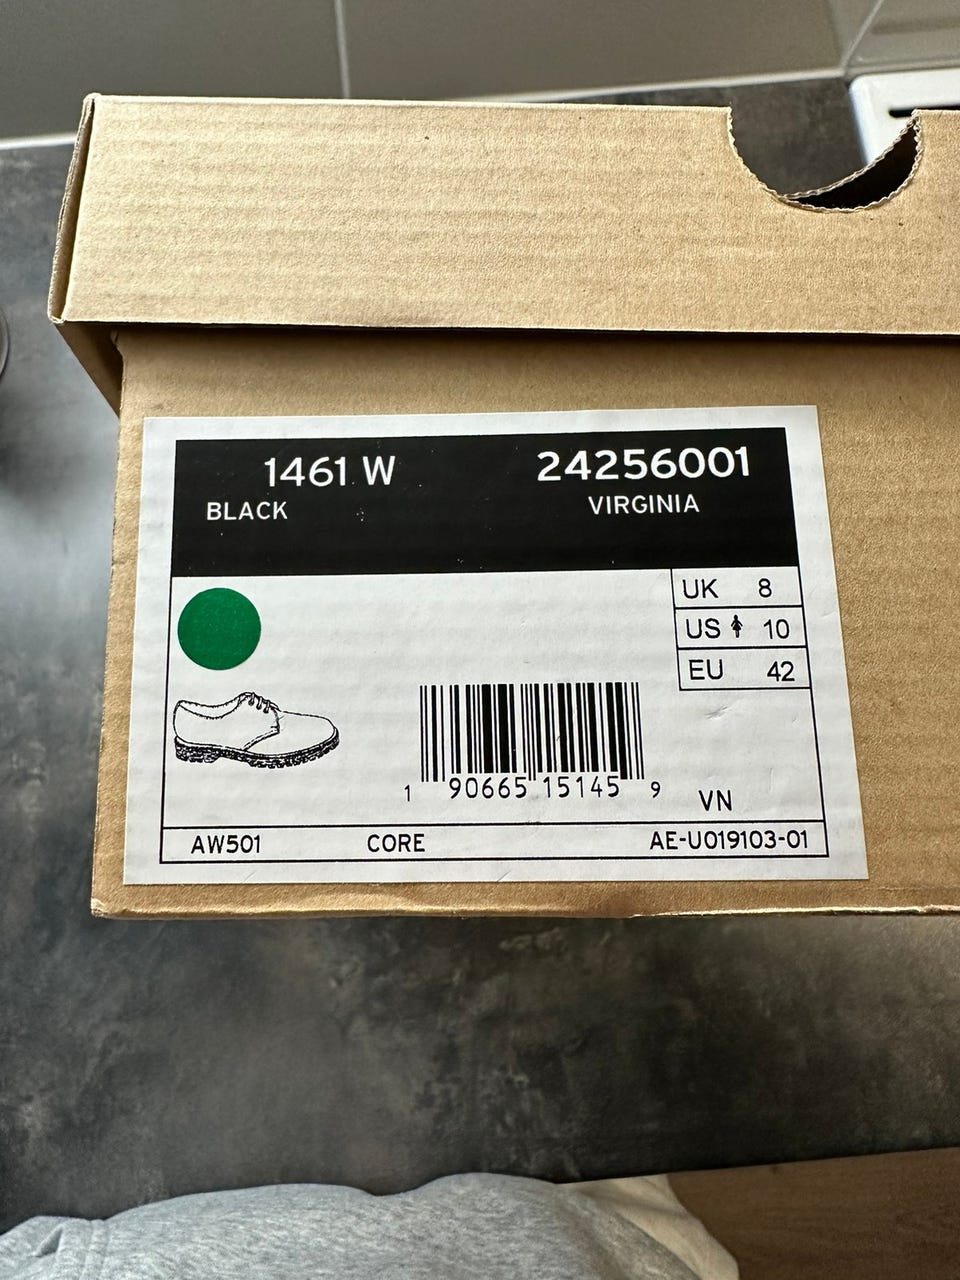 1461 W 24256001
BLACK VIRGINIA
UK 8
US 10
EU 42
1 90665 15145 9
VN
AW501 CORE AE-U019103-01